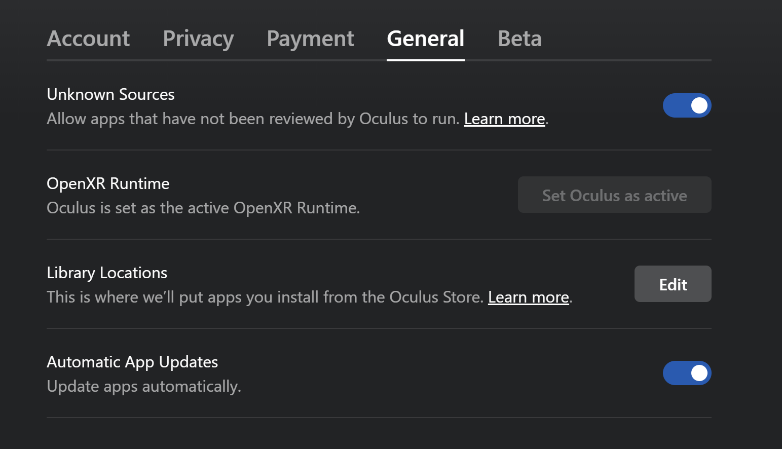 Account Privacy Payment General Beta
Unknown Sources
Allow apps that have not been reviewed by Oculus to run. Learn more.
OpenXR Runtime
Oculus is set as the active OpenXR Runtime.
Set Oculus as active
Library Locations
This is where we'll put apps you install from the Oculus Store. Learn more.
Edit
Automatic App Updates
Update apps automatically.